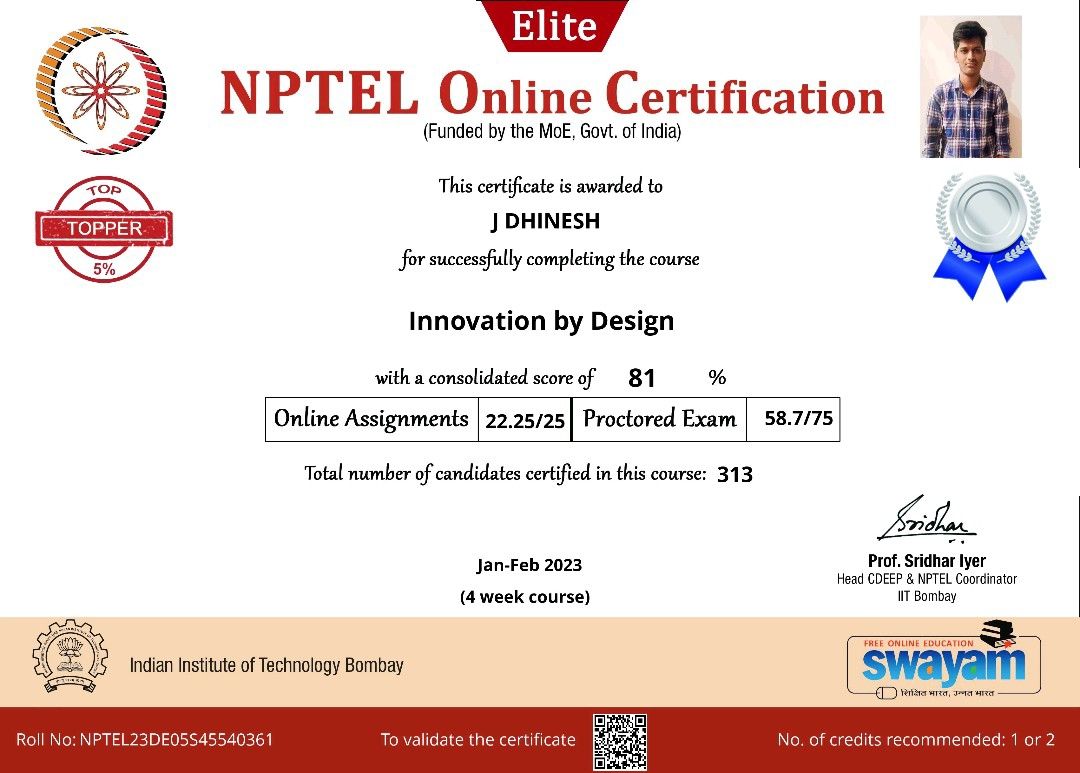 Elite
NPTEL Online Certification
(Funded by the MoE, Govt. of India)
This certificate is awarded to
J DHINESH
for successfully completing the course
TOP
TOPPER
5%
Innovation by Design
with a consolidated score of 81 %
Online Assignments 22.25/25 Proctored Exam 58.7/75
Total number of candidates certified in this course: 313
Sridhar
Prof. Sridhar Iyer
Head CDEEP & NPTEL Coordinator
IIT Bombay
Jan-Feb 2023
(4 week course)
Indian Institute of Technology Bombay
FREE ONLINE EDUCATION
swayam
शिक्षित भारत, उन्नत भारत
Roll No: NPTEL23DE05S45540361 To validate the certificate No. of credits recommended: 1 or 2